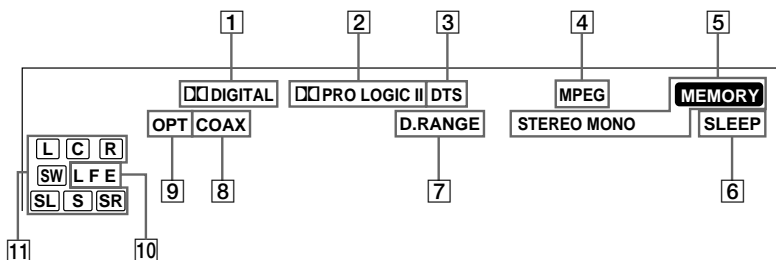 1 2 3 4 5
DIGITAL PRO LOGIC II DTS MPEG MEMORY
OPT COAX D.RANGE STEREO MONO SLEEP
L C R
SW L F E 9 8 7 6
SL S SR
11 10